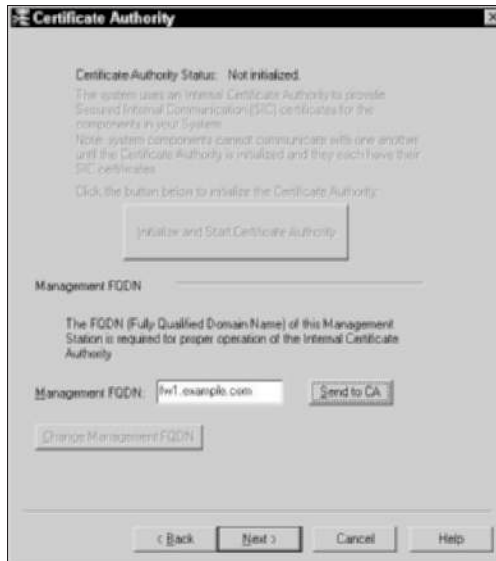 Certificate Authority
Certificate Authority Status: Not initialized.
The system uses an Internal Certificate Authority to provide
Secured Internal Communication (SIC) certificates for the
components in your System.
Note: system components cannot communicate with one another
until the Certificate Authority is initialized and they each have their
SIC certificates
Click the button below to initialize the Certificate Authority:
Initialize and Start Certificate Authority
Management FQDN
The FQDN (Fully Qualified Domain Name) of this Management
Station is required for proper operation of the Internal Certificate
Authority
Management FQDN: fw1.example.com Send to CA
Change Management FQDN
< Back Next > Cancel Help